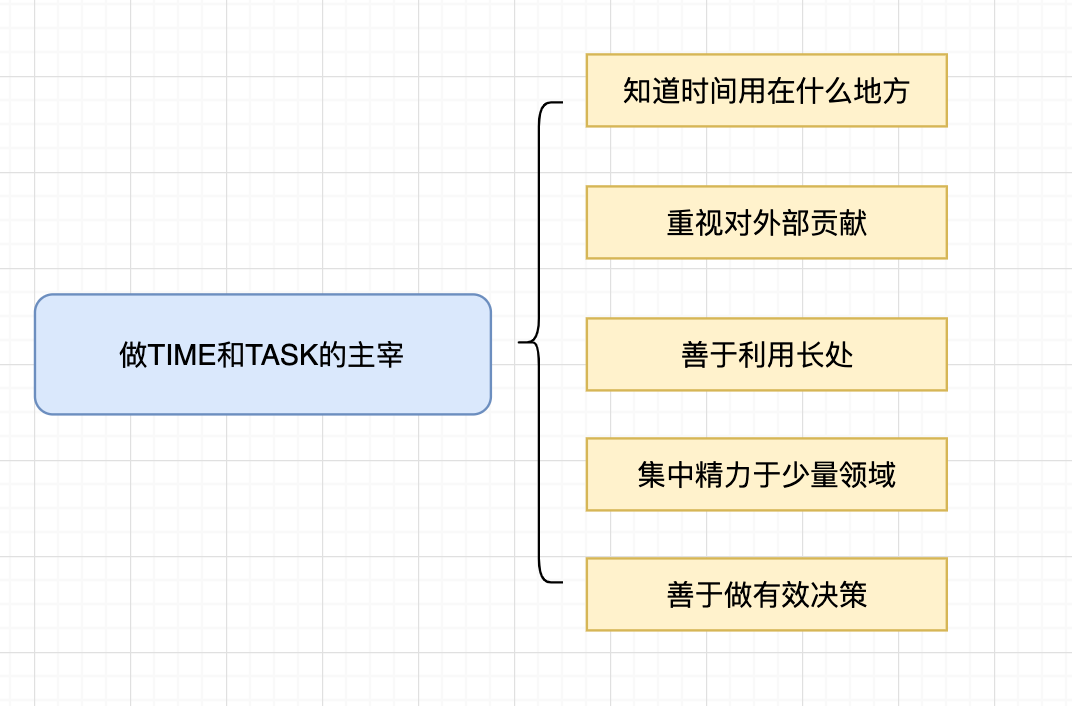 知道时间用在什么地方
重视对外部贡献
做TIME和TASK的主宰
善于利用长处
集中精力于少量领域
善于做有效决策